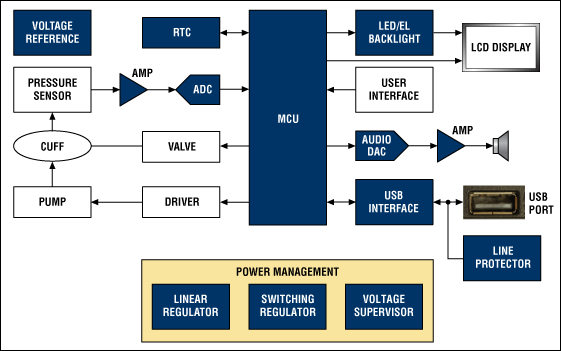 VOLTAGE
REFERENCE
RTC
LED/EL
BACKLIGHT
LCD DISPLAY
PRESSURE
SENSOR
AMP
ADC
MCU
USER
INTERFACE
CUFF
VALVE
AUDIO
DAC
AMP
PUMP
DRIVER
USB
INTERFACE
USB
PORT
LINE
PROTECTOR
POWER MANAGEMENT
LINEAR
REGULATOR
SWITCHING
REGULATOR
VOLTAGE
SUPERVISOR